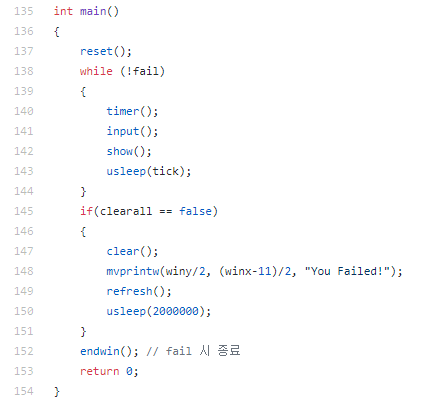 135 int main()
136 {
137     reset();
138     while (!fail)
139     {
140         timer();
141         input();
142         show();
143         usleep(tick);
144     }
145     if(clearall == false)
146     {
147         clear();
148         mvprintw(winy/2, (winx-11)/2, "You Failed!");
149         refresh();
150         usleep(2000000);
151     }
152     endwin(); // fail 시 종료
153     return 0;
154 }